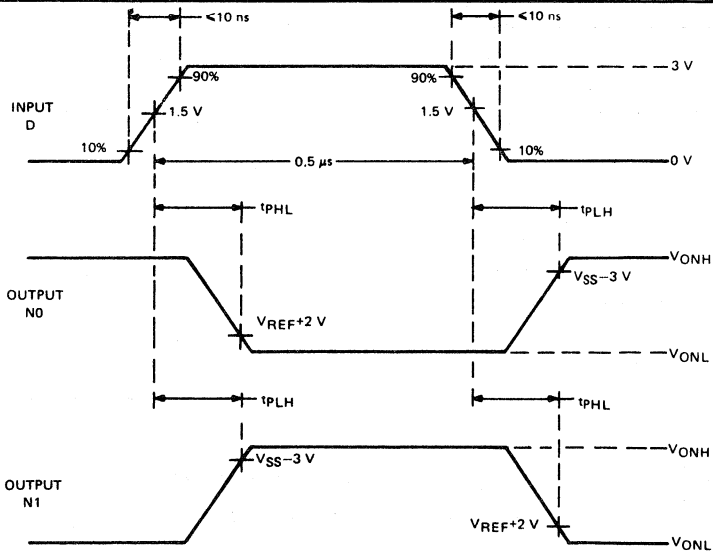 ≤10 ns
≤10 ns
90%
90%
3 V
INPUT
D
1.5 V
1.5 V
10%
10%
0.5 μs
0 V
tPHL
tPLH
VONH
VSS−3 V
OUTPUT
N0
VREF+2 V
VONL
tPLH
tPHL
VONH
VSS−3 V
OUTPUT
N1
VREF+2 V
VONL